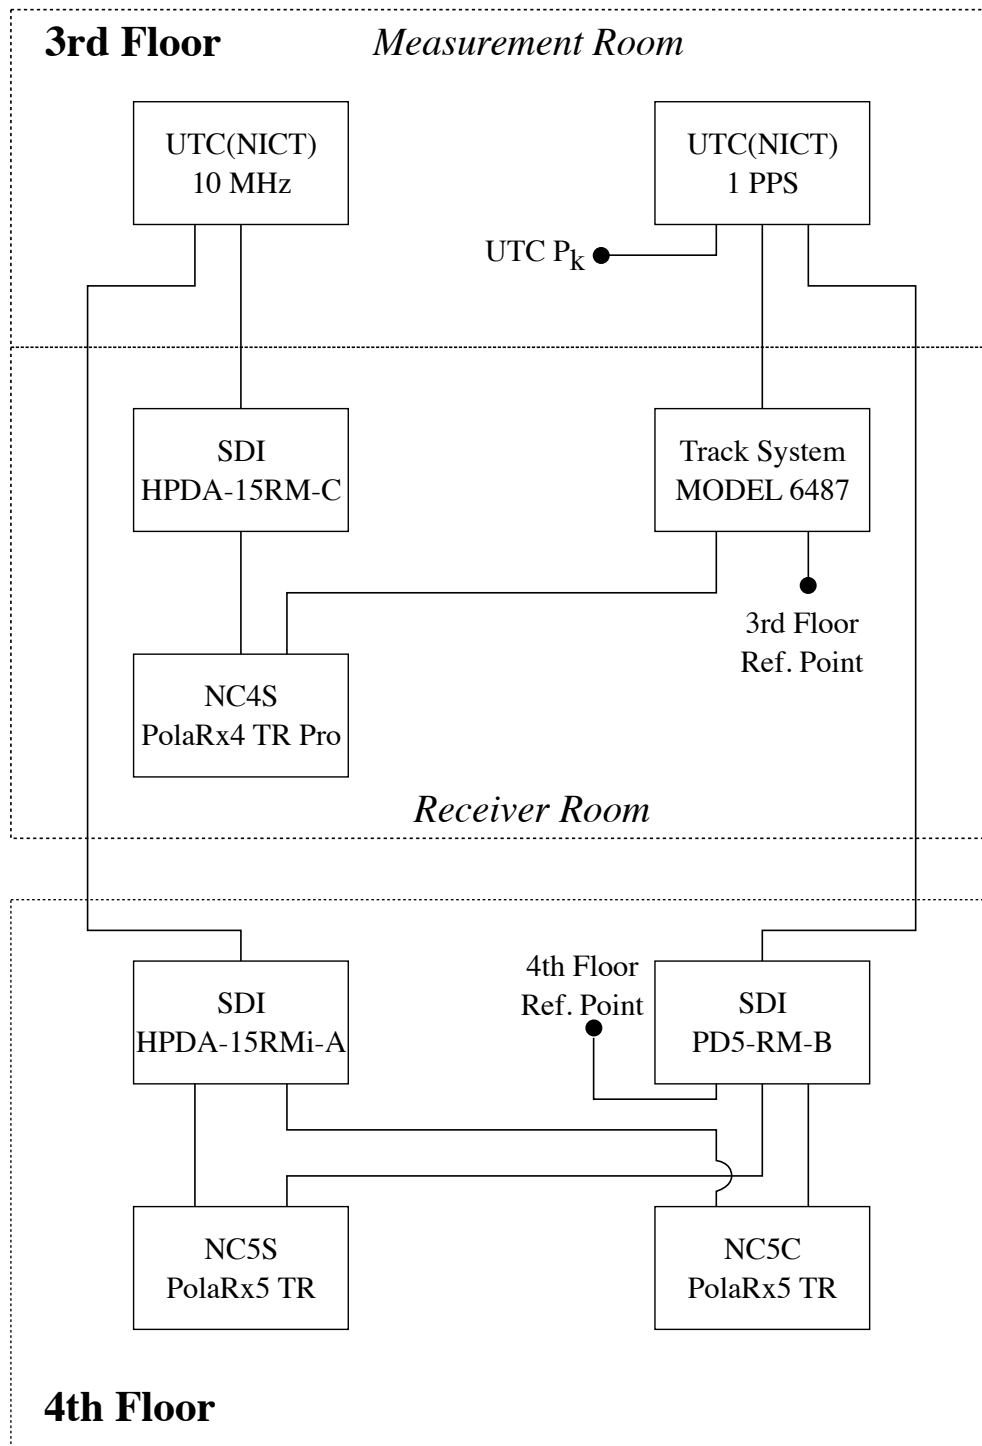 3rd Floor
Measurement Room
UTC(NICT)
10 MHz
UTC(NICT)
1 PPS
UTC Pk
SDI
HPDA-15RM-C
Track System
MODEL 6487
3rd Floor
Ref. Point
NC4S
PolaRx4 TR Pro
Receiver Room
SDI
HPDA-15RMi-A
4th Floor
Ref. Point
SDI
PD5-RM-B
NC5S
PolaRx5 TR
NC5C
PolaRx5 TR
4th Floor